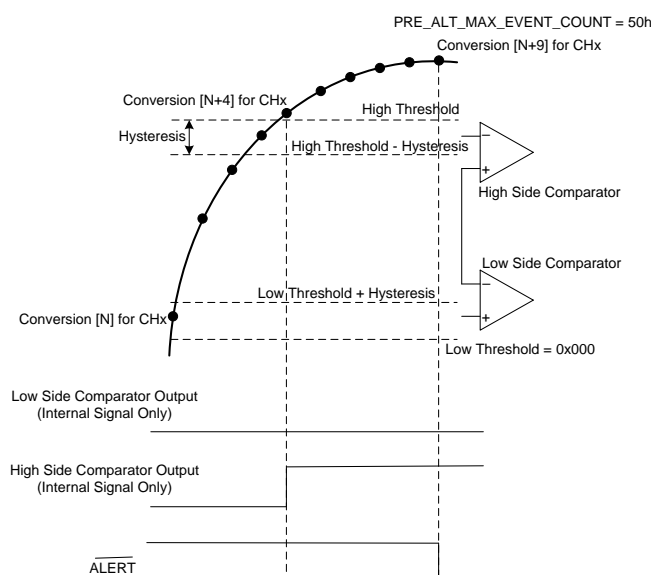 PRE_ALT_MAX_EVENT_COUNT = 50h
Conversion [N+9] for CHx
Conversion [N+4] for CHx
High Threshold
Hysteresis
High Threshold - Hysteresis
−
+
High Side Comparator
Low Side Comparator
−
+
Low Threshold + Hysteresis
Conversion [N] for CHx
Low Threshold = 0x000
Low Side Comparator Output
(Internal Signal Only)
High Side Comparator Output
(Internal Signal Only)
ALERT